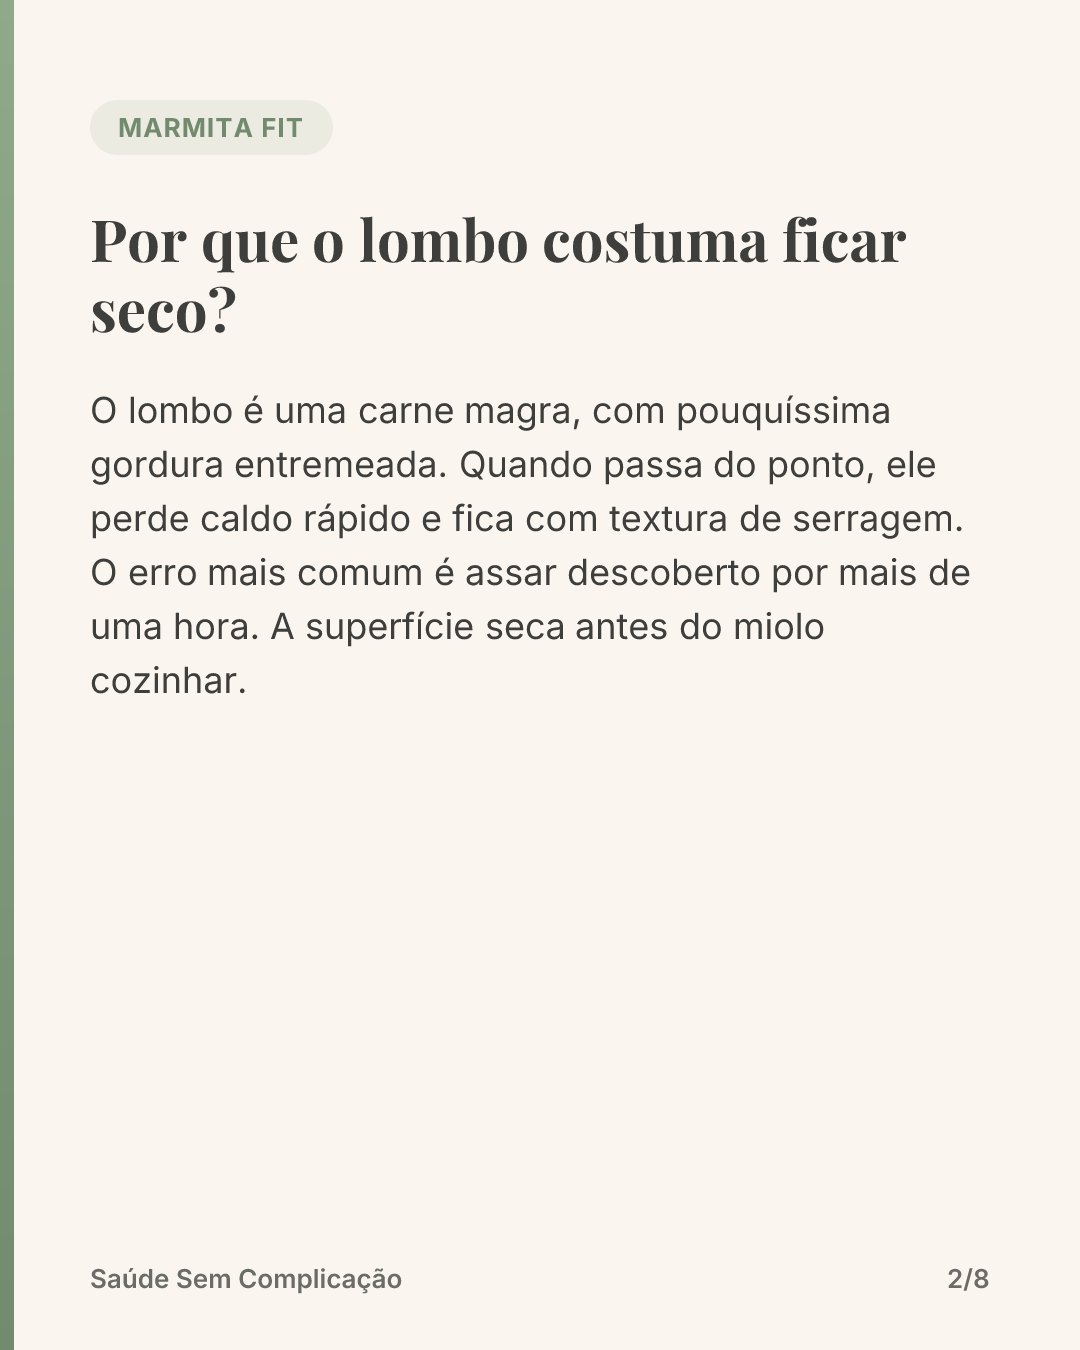 MARMITA FIT
Por que o lombo costuma ficar
seco?
O lombo é uma carne magra, com pouquíssima
gordura entremeada. Quando passa do ponto, ele
perde caldo rápido e fica com textura de serragem.
O erro mais comum é assar descoberto por mais de
uma hora. A superfície seca antes do miolo
cozinhar.
Saúde Sem Complicação
2/8